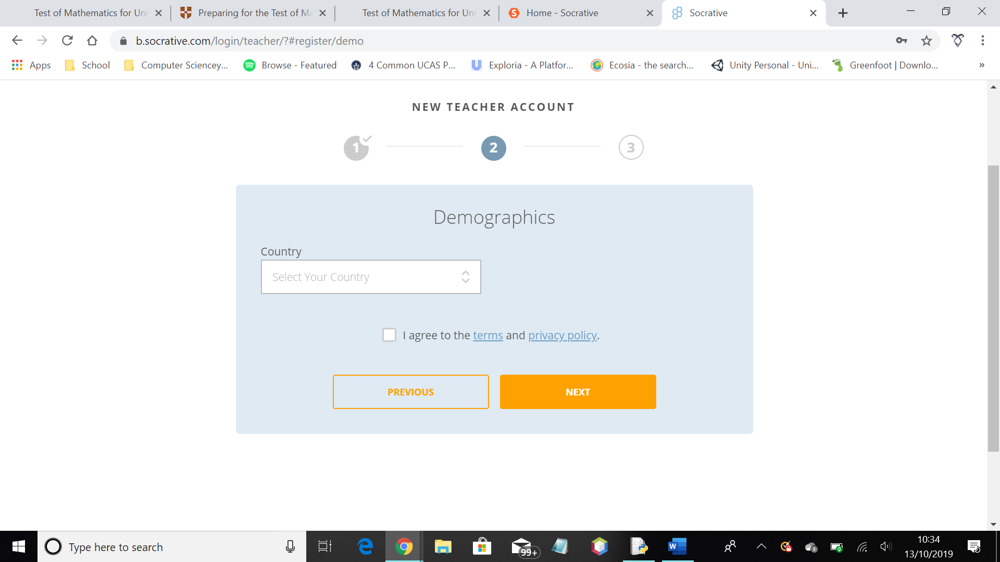 Test of Mathematics for Uni
Preparing for the Test of Ma
Test of Mathematics for Uni
Home - Socrative
Socrative
b.socrative.com/login/teacher/?#register/demo
Apps
School
Computer Sciencey...
Browse - Featured
4 Common UCAS P...
Exploria - A Platfor...
Ecosia - the search...
Unity Personal - Uni...
Greenfoot | Downlo...
»
NEW TEACHER ACCOUNT
1
2
3
Demographics
Country
Select Your Country
I agree to the terms and privacy policy.
PREVIOUS
NEXT
Type here to search
99+
10:34
13/10/2019